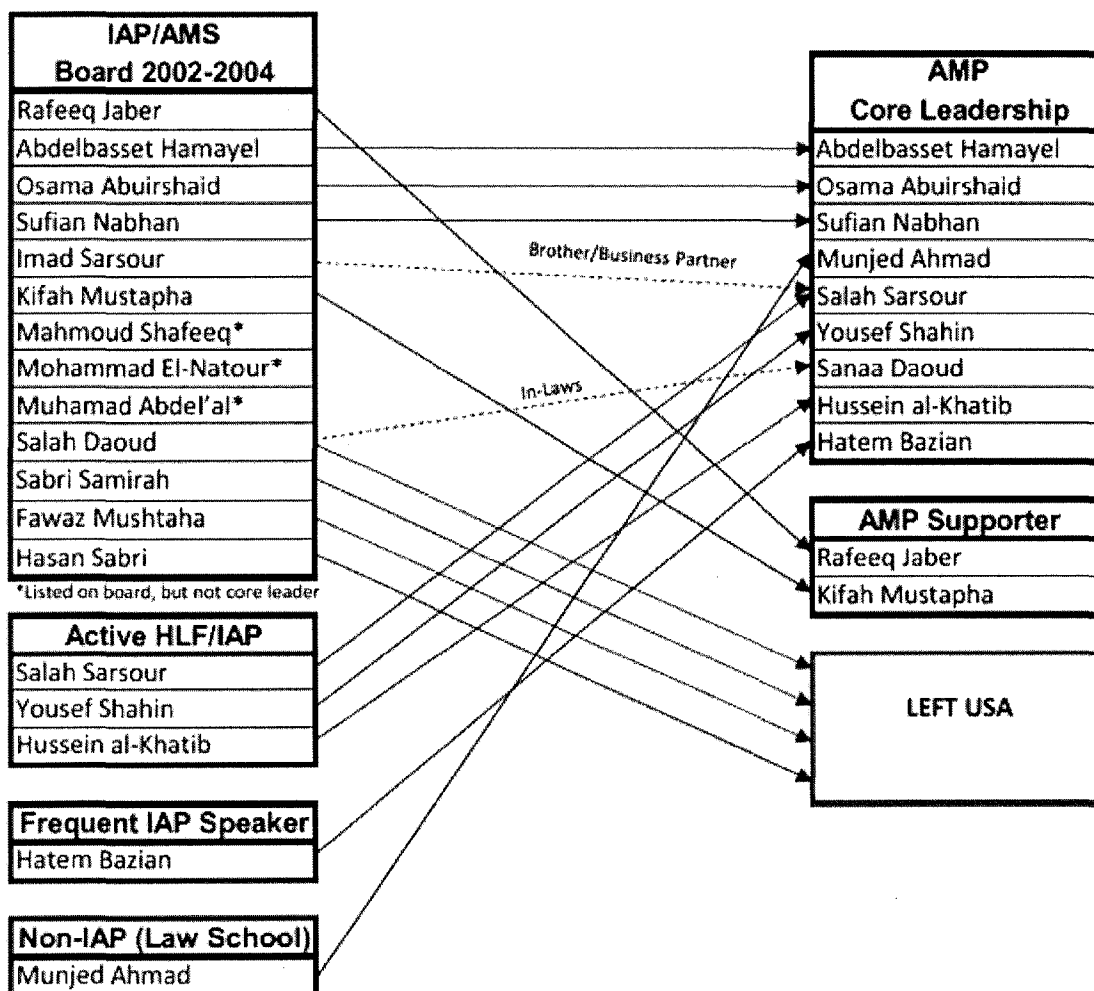 IAP/AMS
Board 2002-2004
Rafeeq Jaber
Abdelbasset Hamayel
Osama Abuirshaid
Sufian Nabhan
Imad Sarsour
Kifah Mustapha
Mahmoud Shafeeq*
Mohammad El-Natour*
Muhamad Abdel'al*
Salah Daoud
Sabri Samirah
Fawaz Mushtaha
Hasan Sabri
*Listed on board, but not core leader
Active HLF/IAP
Salah Sarsour
Yousef Shahin
Hussein al-Khatib
Frequent IAP Speaker
Hatem Bazian
Non-IAP (Law School)
Munjed Ahmad
Brother/Business Partner
In-Laws
AMP
Core Leadership
Abdelbasset Hamayel
Osama Abuirshaid
Sufian Nabhan
Munjed Ahmad
Salah Sarsour
Yousef Shahin
Sanaa Daoud
Hussein al-Khatib
Hatem Bazian
AMP Supporter
Rafeeq Jaber
Kifah Mustapha
LEFT USA